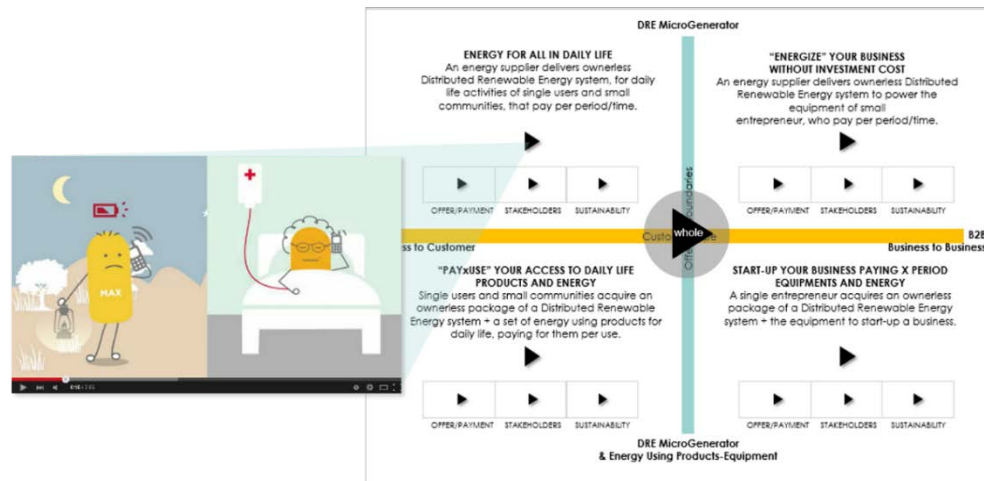 DRE MicroGenerator
ENERGY FOR ALL IN DAILY LIFE
An energy supplier delivers ownerless
Distributed Renewable Energy system, for daily
life activities of single users and small
communities, that pay per period/time.
"ENERGIZE" YOUR BUSINESS
WITHOUT INVESTMENT COST
An energy supplier delivers ownerless Distributed
Renewable Energy system to power the
equipment of small
entrepreneur, who pay per period/time.
OFFER/PAYMENT STAKEHOLDERS SUSTAINABILITY
OFFER/PAYMENT STAKEHOLDERS SUSTAINABILITY
MAX
whole
B2B
ess to Customer
Business to Business
"PAYxUSE" YOUR ACCESS TO DAILY LIFE
PRODUCTS AND ENERGY
Single users and small communities acquire an
ownerless package of a Distributed Renewable
Energy system + a set of energy using products for
daily life, paying for them per use.
START-UP YOUR BUSINESS PAYING X PERIOD
EQUIPMENTS AND ENERGY
A single entrepreneur acquires an ownerless
package of a Distributed Renewable Energy
system + the equipment to start-up a business.
OFFER/PAYMENT STAKEHOLDERS SUSTAINABILITY
OFFER/PAYMENT STAKEHOLDERS SUSTAINABILITY
DRE MicroGenerator
& Energy Using Products-Equipment